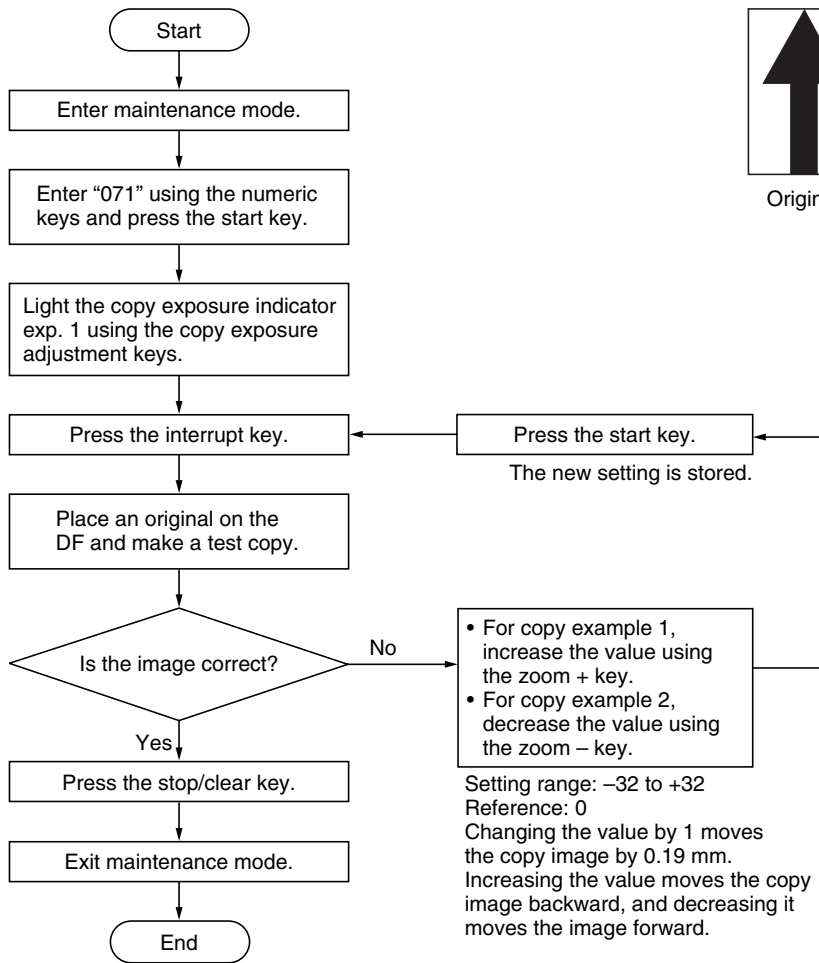 Start
Enter maintenance mode.
Enter “071” using the numeric
keys and press the start key.
Light the copy exposure indicator
exp. 1 using the copy exposure
adjustment keys.
Press the interrupt key.
Press the start key.
The new setting is stored.
Place an original on the
DF and make a test copy.
Is the image correct?
No
Yes
• For copy example 1,
increase the value using
the zoom + key.
• For copy example 2,
decrease the value using
the zoom – key.
Setting range: –32 to +32
Reference: 0
Changing the value by 1 moves
the copy image by 0.19 mm.
Increasing the value moves the copy
image backward, and decreasing it
moves the image forward.
Press the stop/clear key.
Exit maintenance mode.
End